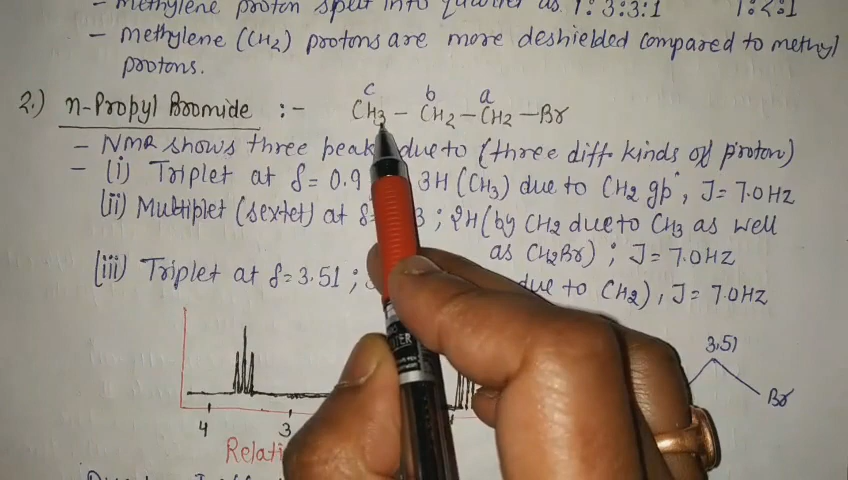 - methylene proton split into quartet as 1:3:3:1 1:2:1
- methylene (CH2) protons are more deshielded compared to methyl
protons.
2.) n-Propyl Bromide :- CH3 - CH2 - CH2 - Br
c b a
- NMR shows three peak due to (three diff kinds of proton)
- (i) Triplet at δ= 0.9 3H (CH3) due to CH2 gp, J = 7.0HZ
(ii) Multiplet (sextet) at δ= 3 ; 2H (by CH2 due to CH3 as well
as CH2Br) ; J = 7.0HZ
(iii) Triplet at δ= 3.51 ; due to CH2), J = 7.0HZ
3.51
Br
4 3